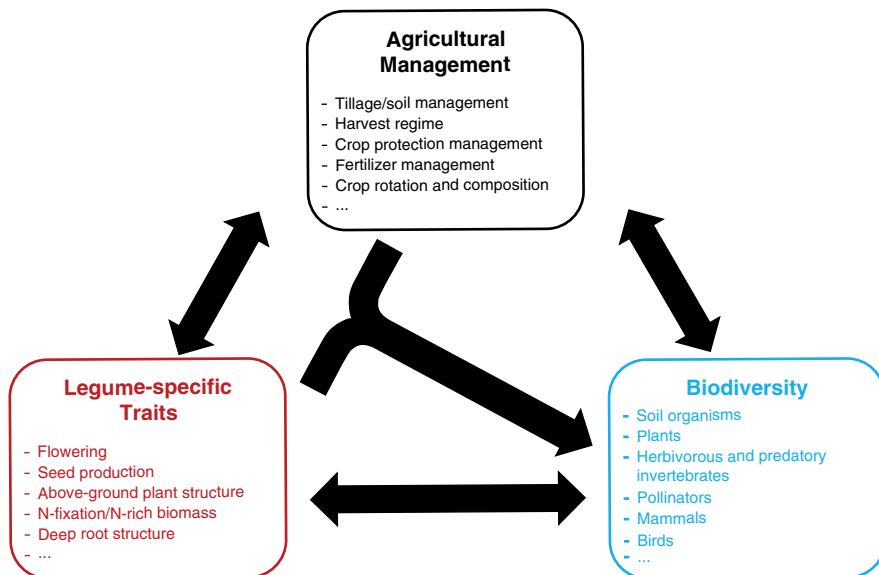 Agricultural
Management
- Tillage/soil management
- Harvest regime
- Crop protection management
- Fertilizer management
- Crop rotation and composition
- ...
Legume-specific
Traits
- Flowering
- Seed production
- Above-ground plant structure
- N-fixation/N-rich biomass
- Deep root structure
- ...
Biodiversity
- Soil organisms
- Plants
- Herbivorous and predatory
invertebrates
- Pollinators
- Mammals
- Birds
- ...